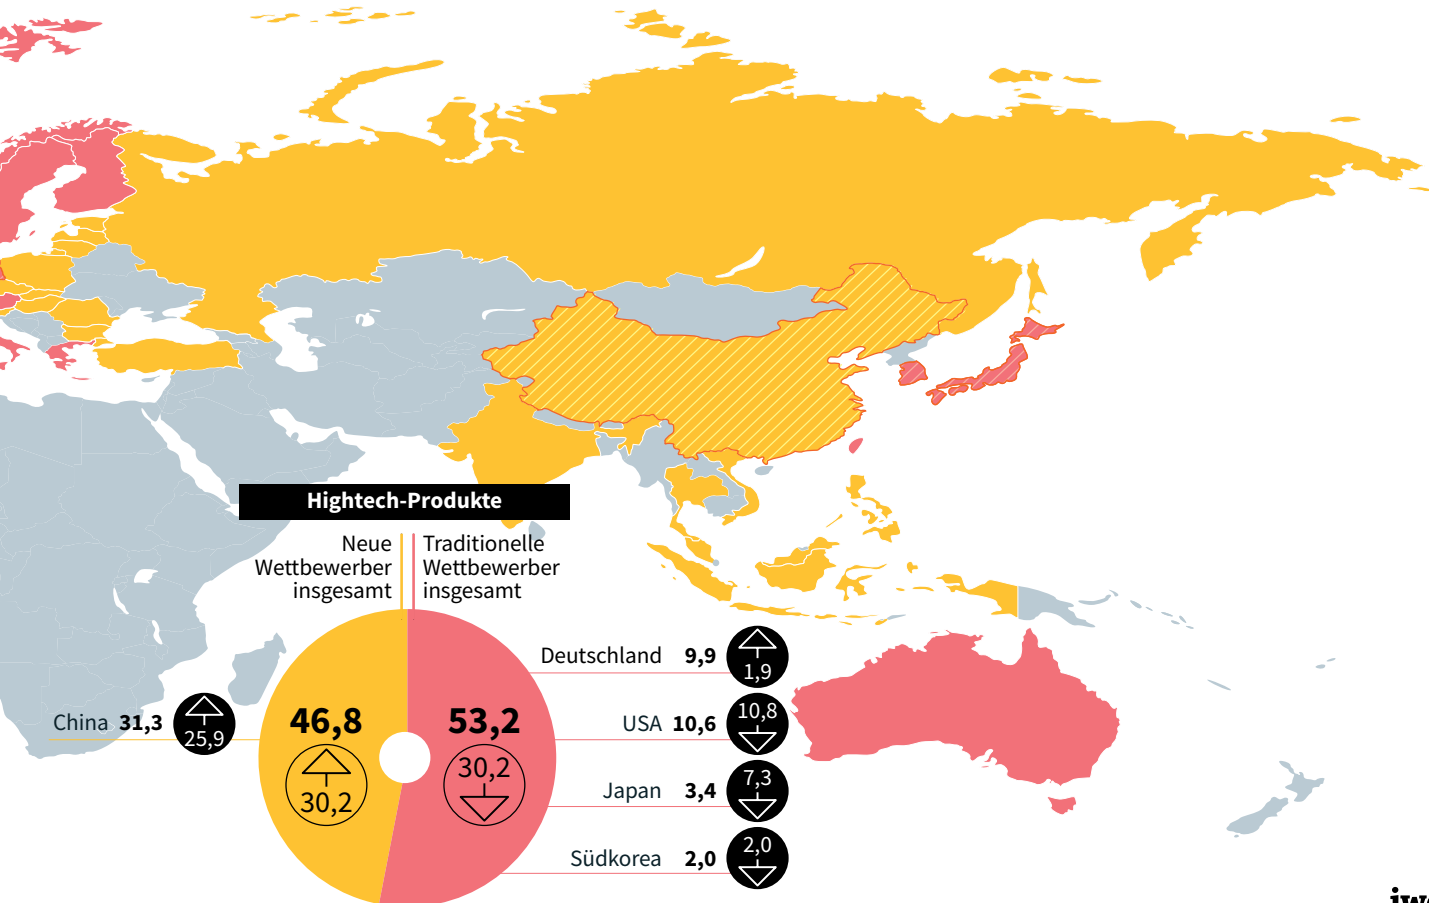 Hightech-Produkte
Neue
Wettbewerber
insgesamt
Traditionelle
Wettbewerber
insgesamt
46,8
30,2
53,2
30,2
China 31,3
25,9
Deutschland 9,9
1,9
USA 10,6
10,8
Japan 3,4
7,3
Südkorea 2,0
2,0